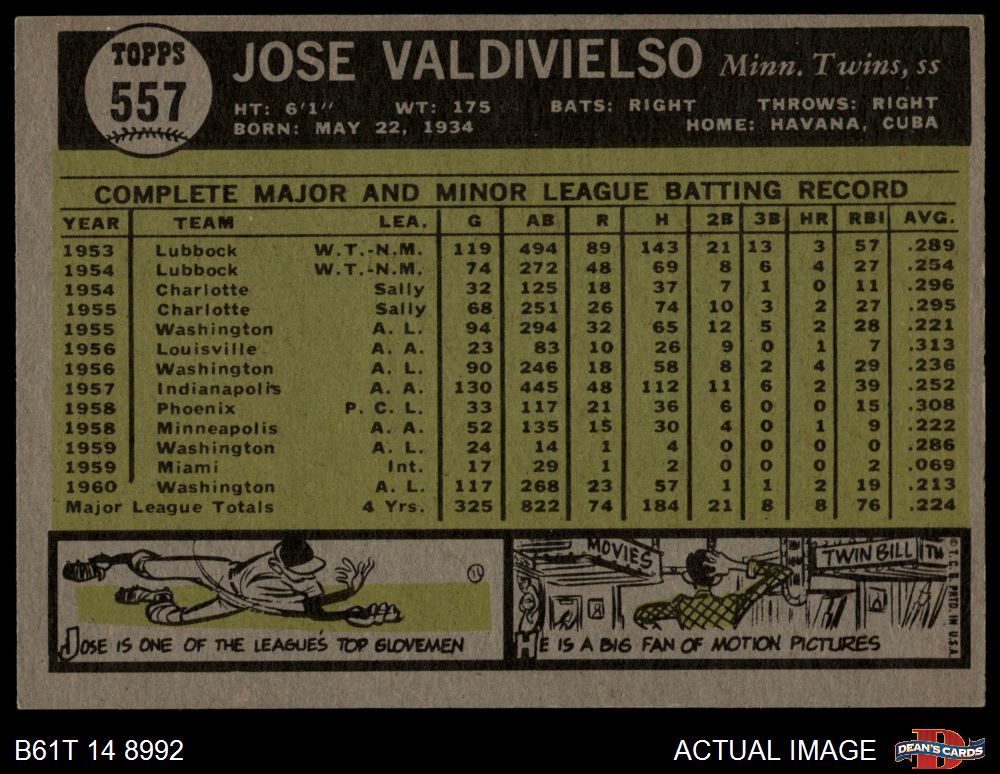 TOPPS
557
JOSE VALDIVIELSO Minn. Twins, ss
HT: 6'1" WT: 175 BATS: RIGHT THROWS: RIGHT
BORN: MAY 22, 1934 HOME: HAVANA, CUBA
COMPLETE MAJOR AND MINOR LEAGUE BATTING RECORD
YEAR TEAM LEA. G AB R H 2B 3B HR RBI AVG.
1953 Lubbock W.T.-N.M. 119 494 89 143 21 13 3 57 .289
1954 Lubbock W.T.-N.M. 74 272 48 69 8 6 4 27 .254
1954 Charlotte Sally 32 125 18 37 7 1 0 11 .296
1955 Charlotte Sally 68 251 26 74 10 3 2 27 .295
1955 Washington A. L. 94 294 32 65 12 5 2 28 .221
1956 Louisville A. A. 23 83 10 26 9 0 1 7 .313
1956 Washington A. L. 90 246 18 58 8 2 4 29 .236
1957 Indianapolis A. A. 130 445 48 112 11 6 2 39 .252
1958 Phoenix P. C. L. 33 117 21 36 6 0 0 15 .308
1958 Minneapolis A. A. 52 135 15 30 4 0 1 9 .222
1959 Washington A. L. 24 14 1 4 0 0 0 0 .286
1959 Miami Int. 17 29 1 2 0 0 0 2 .069
1960 Washington A. L. 117 268 23 57 1 1 2 19 .213
Major League Totals 4 Yrs. 325 822 74 184 21 8 8 76 .224
JOSE IS ONE OF THE LEAGUE'S TOP GLOVEMEN
MOVIES
TWIN BILL
HE IS A BIG FAN OF MOTION PICTURES
© T. C. G. PRTD. IN U.S.A.
B61T 14 8992
ACTUAL IMAGE
DEAN'S CARDS